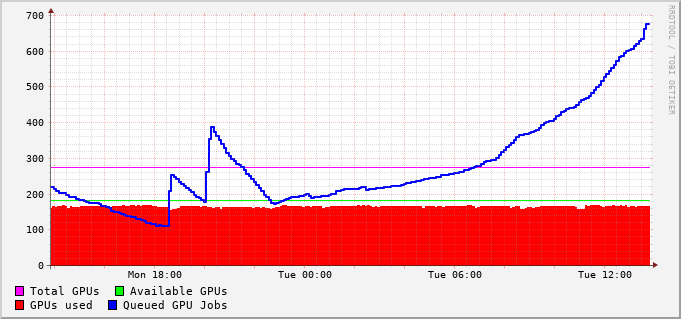 700
600
500
400
300
200
100
0
Mon 18:00 Tue 00:00 Tue 06:00 Tue 12:00
Total GPUs Available GPUs
GPUs used Queued GPU Jobs
RRDTOOL / TOBI OETIKER